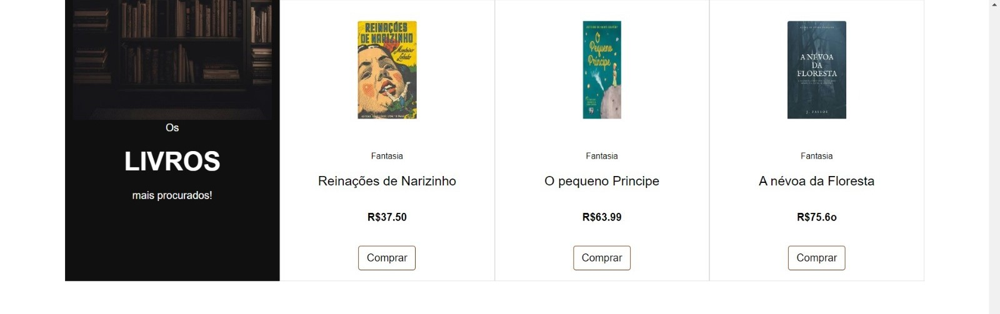 Os
LIVROS
mais procurados!
REINAÇÕES
DE NARIZINHO
Monteiro
Lobato
Fantasia
Reinações de Narizinho
R$37.50
Comprar
O
Pequeno
Príncipe
Fantasia
O pequeno Principe
R$63.99
Comprar
A NÉVOA
DA
FLORESTA
Fantasia
A névoa da Floresta
R$75.6o
Comprar